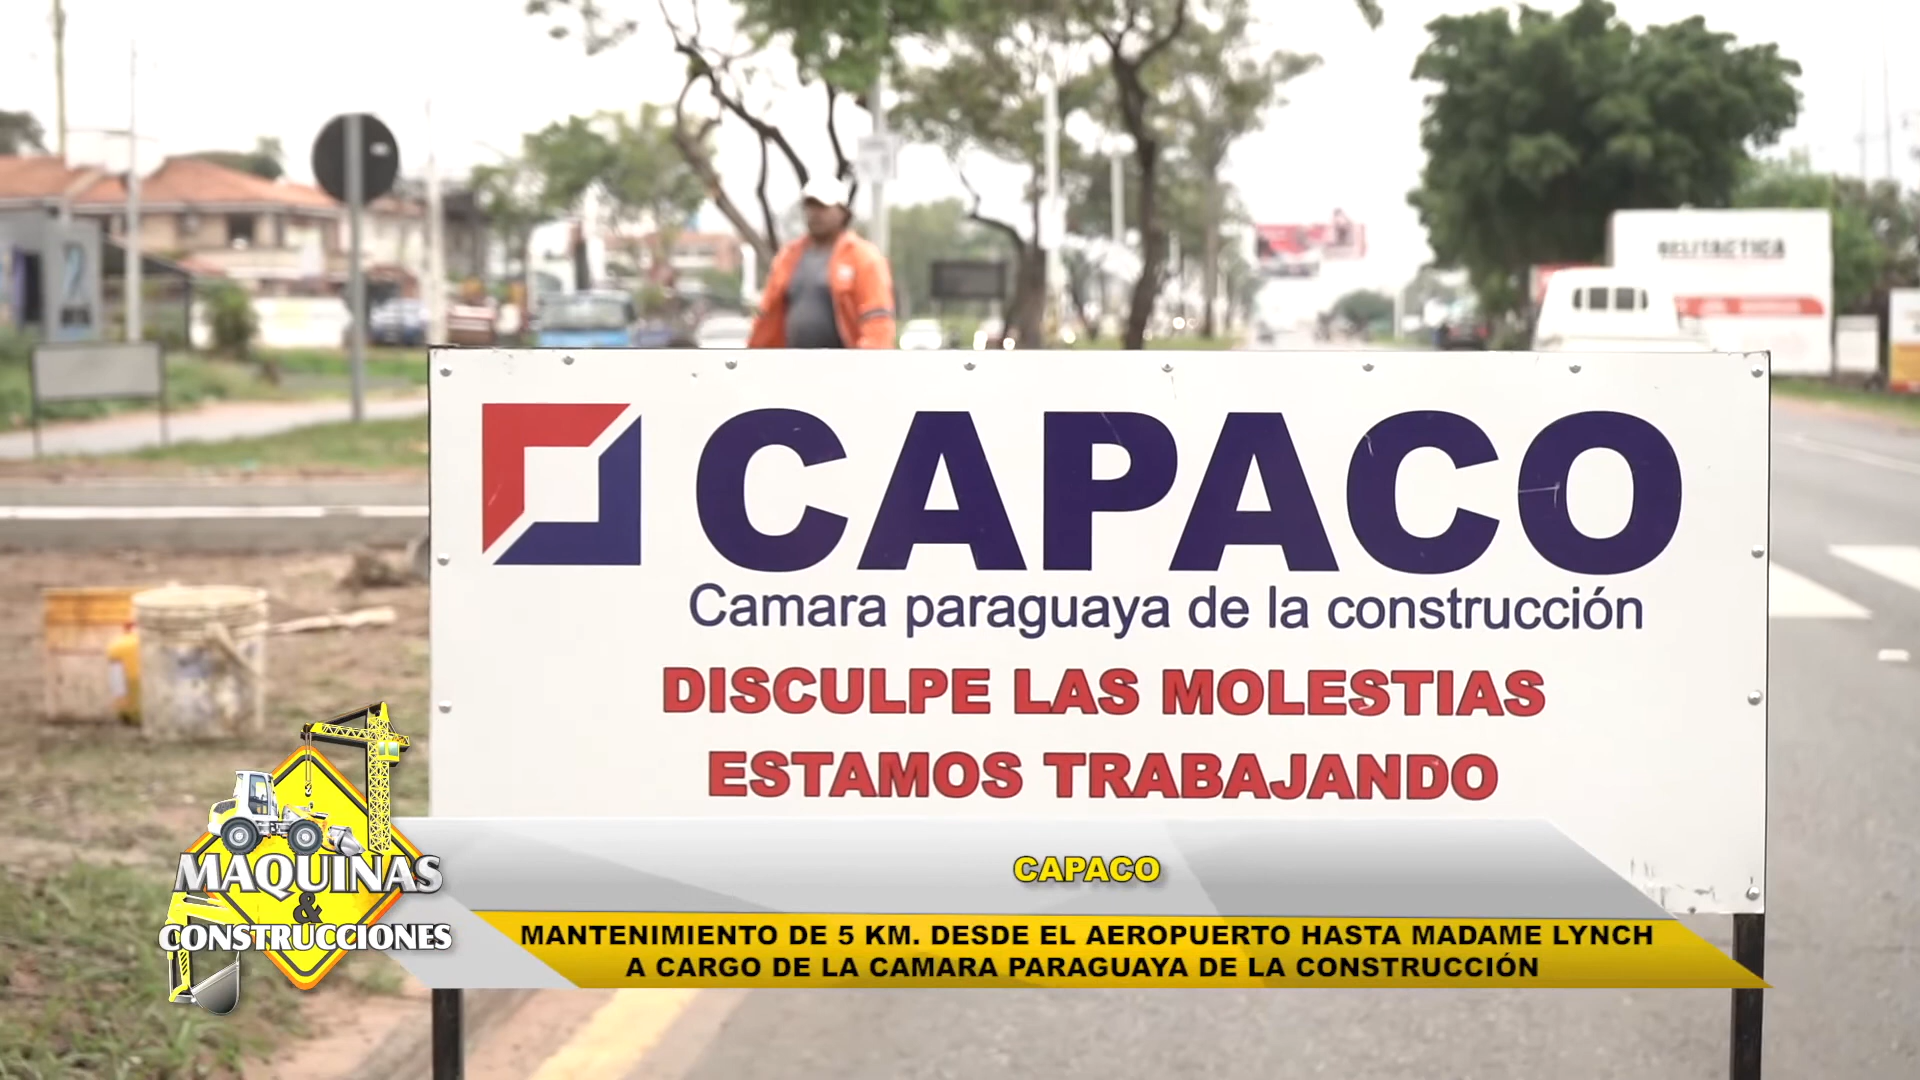 CAPACO
Camara paraguaya de la construcción
DISCULPE LAS MOLESTIAS
ESTAMOS TRABAJANDO
MAQUINAS
&
CONSTRUCCIONES
CAPACO
MANTENIMIENTO DE 5 KM. DESDE EL AEROPUERTO HASTA MADAME LYNCH
A CARGO DE LA CAMARA PARAGUAYA DE LA CONSTRUCCIÓN